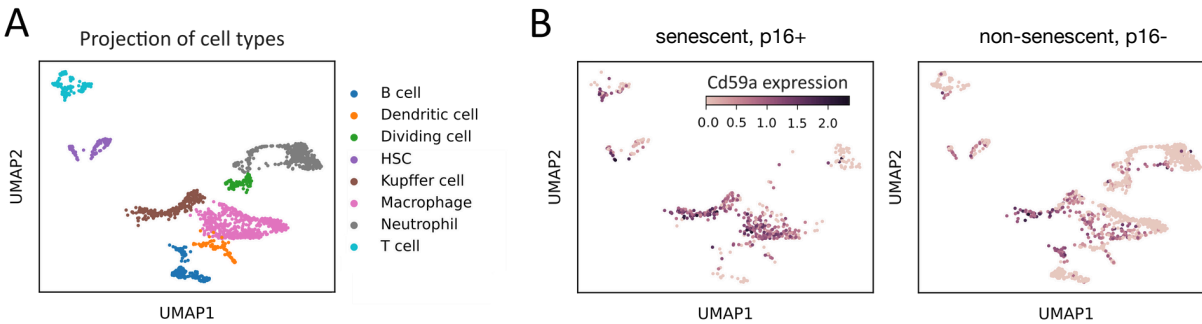 A
Projection of cell types
UMAP2
UMAP1
B cell
Dendritic cell
Dividing cell
HSC
Kupffer cell
Macrophage
Neutrophil
T cell
B
senescent, p16+
Cd59a expression
0.0 0.5 1.0 1.5 2.0
UMAP2
UMAP1
non-senescent, p16-
UMAP2
UMAP1